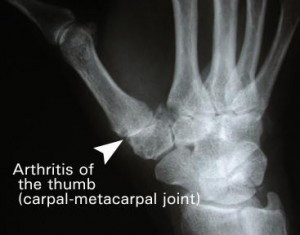 Arthritis of
the thumb
(carpal-metacarpal joint)